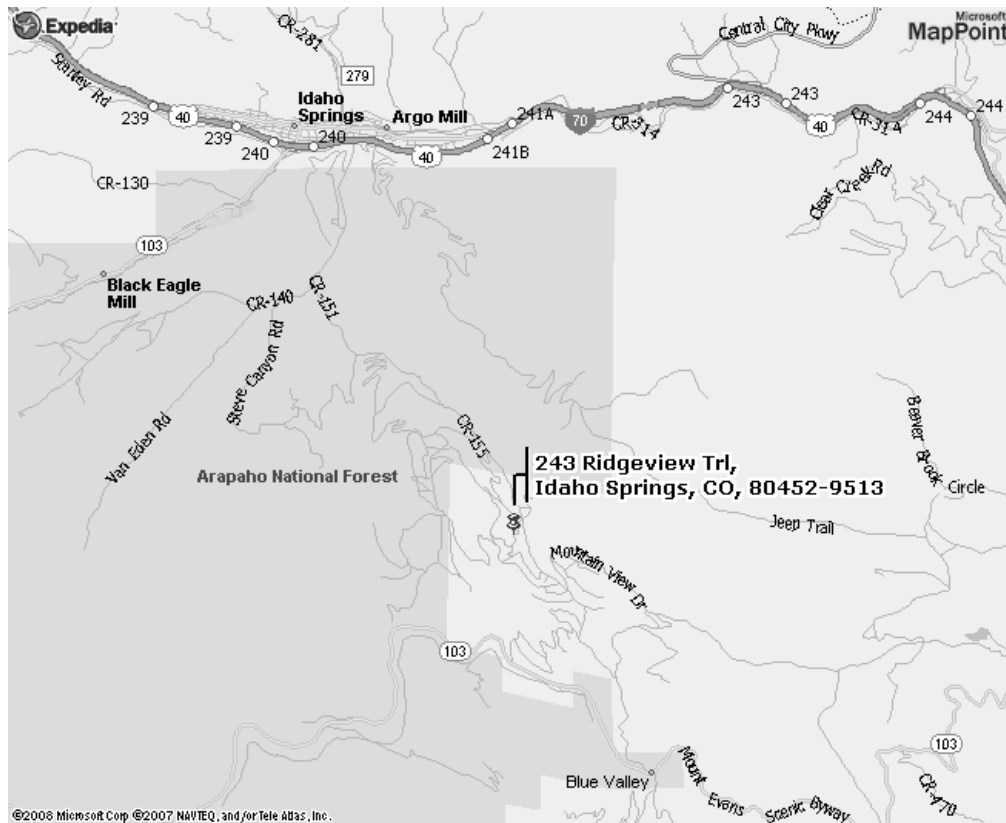 Expedia
Microsoft
MapPoint
CR-281
Central City Pkwy
279
Stanley Rd
Idaho
Springs
Argo Mill
241A
70
CR-314
243
243
244
244
239
40
239
240
240
40
241B
40
CR-31A
CR-130
Clear Creek Rd
103
Black Eagle
Mill
CR-140
CR-151
Steve Canyon Rd
Van Eden Rd
CR-155
Beaver Brook Circle
Arapaho National Forest
243 Ridgeview Trl,
Idaho Springs, CO, 80452-9513
Jeep Trail
Mountain View Dr
103
103
Blue Valley
Mount Evans Scenic Byway
CR-470
©2008 Microsoft Corp ©2007 NAVTEQ, and/or Tele Atlas, Inc.